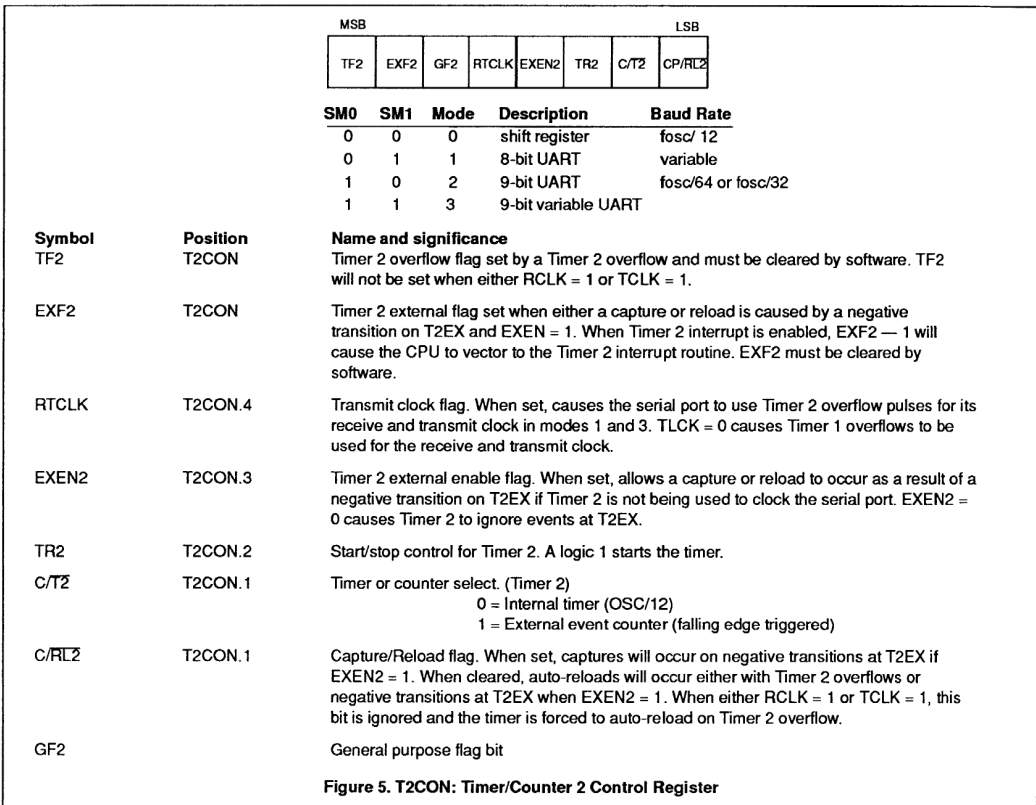 MSB LSB
TF2 EXF2 GF2 RTCLK EXEN2 TR2 C/T2 CP/RL2
SM0 SM1 Mode Description Baud Rate
0 0 0 shift register fosc/ 12
0 1 1 8-bit UART variable
1 0 2 9-bit UART fosc/64 or fosc/32
1 1 3 9-bit variable UART
Symbol Position Name and significance
TF2 T2CON Timer 2 overflow flag set by a Timer 2 overflow and must be cleared by software. TF2
will not be set when either RCLK = 1 or TCLK = 1.
EXF2 T2CON Timer 2 external flag set when either a capture or reload is caused by a negative
transition on T2EX and EXEN = 1. When Timer 2 interrupt is enabled, EXF2 — 1 will
cause the CPU to vector to the Timer 2 interrupt routine. EXF2 must be cleared by
software.
RTCLK T2CON.4 Transmit clock flag. When set, causes the serial port to use Timer 2 overflow pulses for its
receive and transmit clock in modes 1 and 3. TLCK = 0 causes Timer 1 overflows to be
used for the receive and transmit clock.
EXEN2 T2CON.3 Timer 2 external enable flag. When set, allows a capture or reload to occur as a result of a
negative transition on T2EX if Timer 2 is not being used to clock the serial port. EXEN2 =
0 causes Timer 2 to ignore events at T2EX.
TR2 T2CON.2 Start/stop control for Timer 2. A logic 1 starts the timer.
C/T2 T2CON.1 Timer or counter select. (Timer 2)
0 = Internal timer (OSC/12)
1 = External event counter (falling edge triggered)
C/RL2 T2CON.1 Capture/Reload flag. When set, captures will occur on negative transitions at T2EX if
EXEN2 = 1. When cleared, auto-reloads will occur either with Timer 2 overflows or
negative transitions at T2EX when EXEN2 = 1. When either RCLK = 1 or TCLK = 1, this
bit is ignored and the timer is forced to auto-reload on Timer 2 overflow.
GF2 General purpose flag bit
Figure 5. T2CON: Timer/Counter 2 Control Register